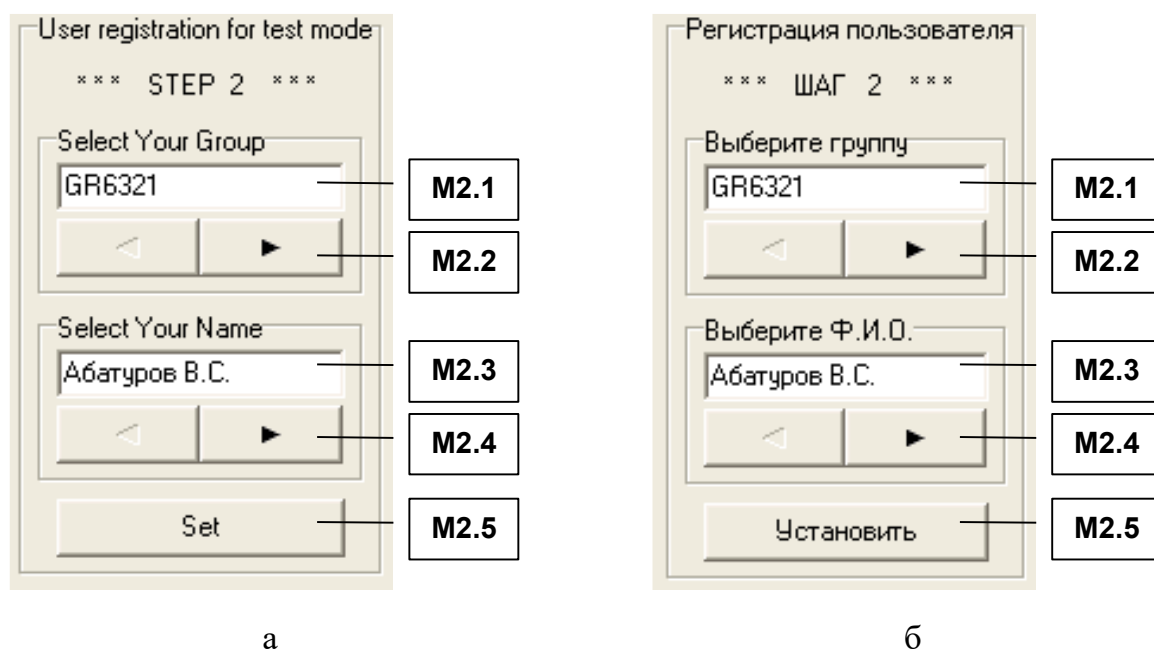 User registration for test mode
*** STEP 2 ***
Select Your Group
GR6321
M2.1
M2.2
Select Your Name
Абатуров В.С.
M2.3
M2.4
Set
M2.5
а
Регистрация пользователя
*** ШАГ 2 ***
Выберите группу
GR6321
M2.1
M2.2
Выберите Ф.И.О.
Абатуров В.С.
M2.3
M2.4
Установить
M2.5
б